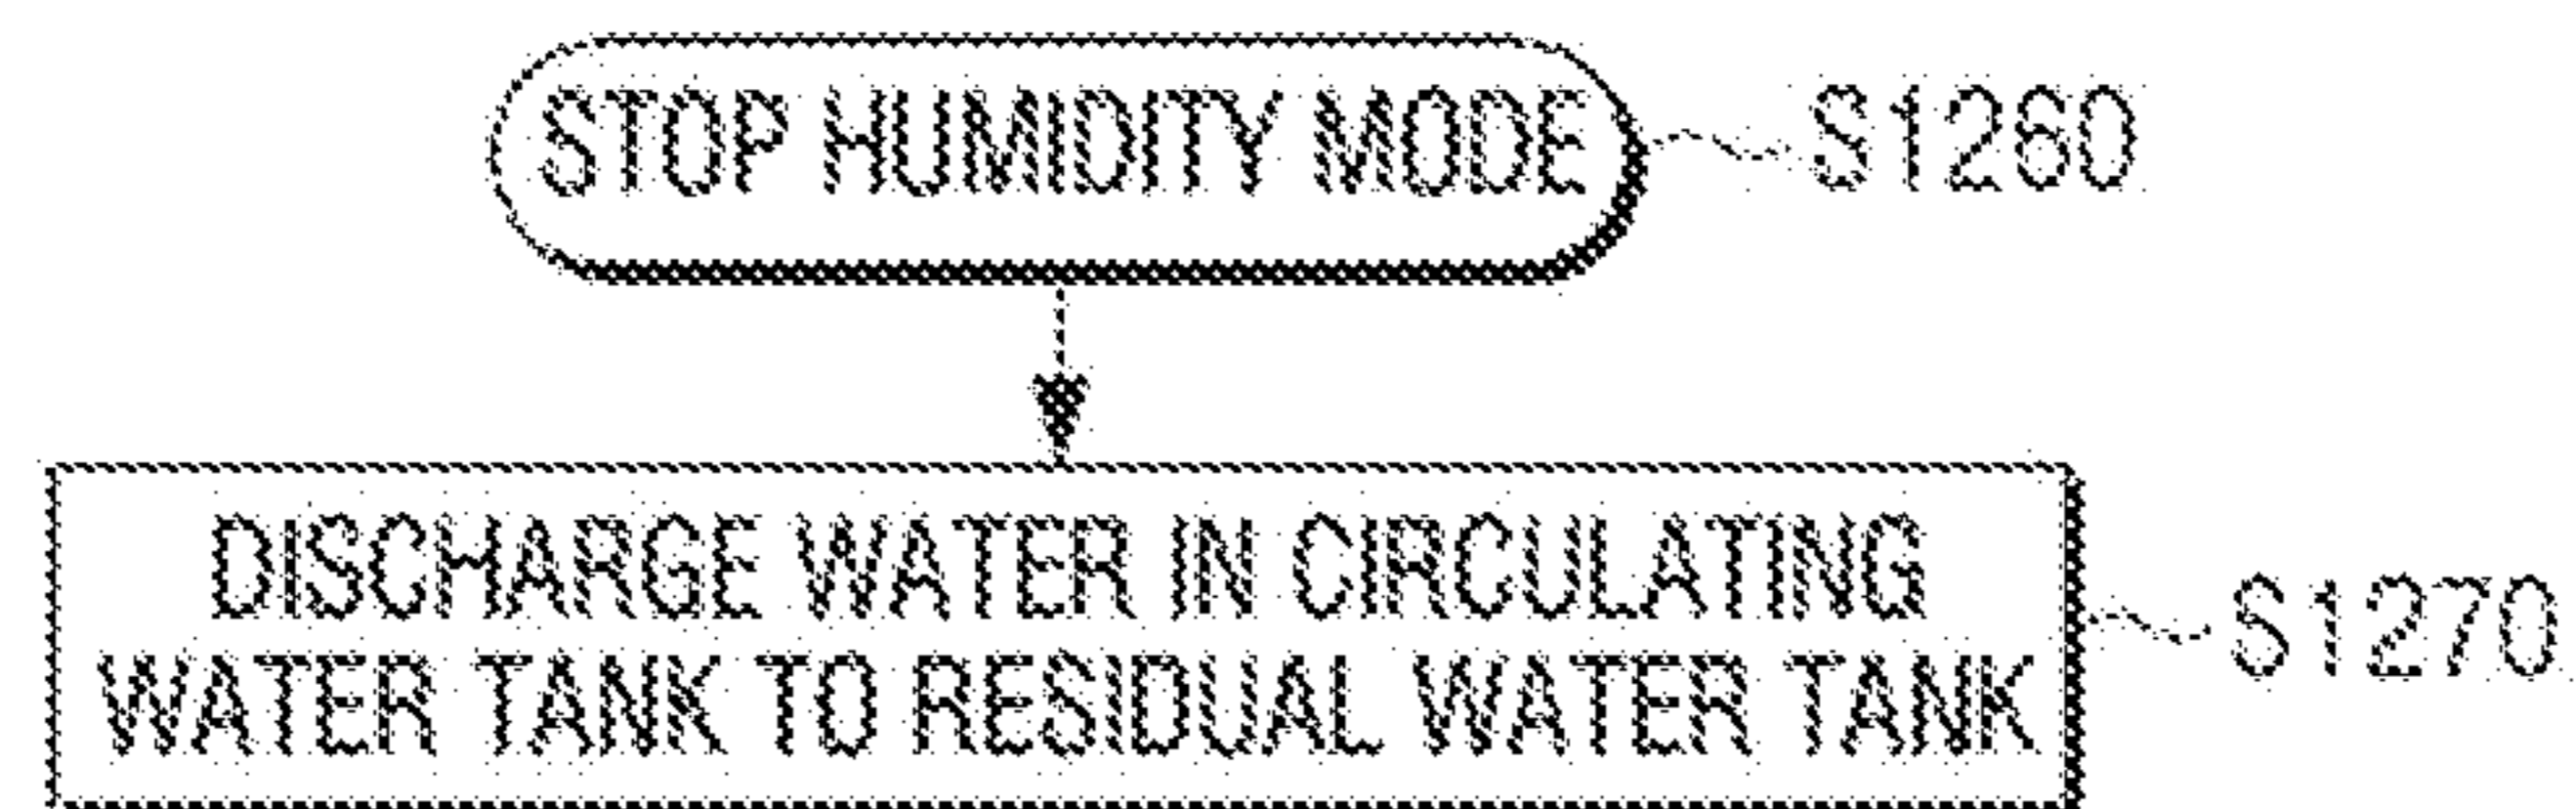 STOP HUMIDITY MODE S1260
DISCHARGE WATER IN CIRCULATING
WATER TANK TO RESIDUAL WATER TANK
S1270